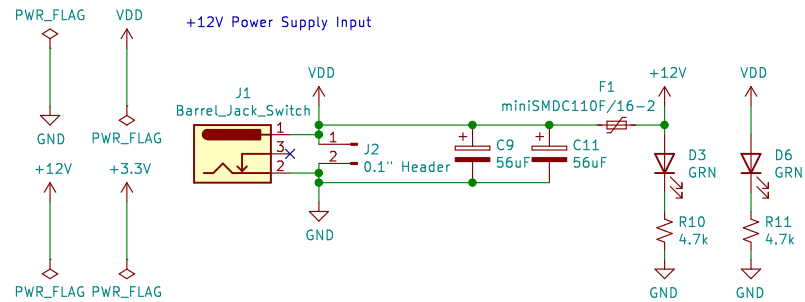 PWR_FLAG
VDD
+12V Power Supply Input
GND
PWR_FLAG
+12V
+3.3V
PWR_FLAG
PWR_FLAG
J1
Barrel_Jack_Switch
1
3
2
VDD
1
2
J2
0.1" Header
GND
+
C9
56uF
+
C11
56uF
F1
miniSMDC110F/16-2
+12V
D3
GRN
R10
4.7k
GND
VDD
D6
GRN
R11
4.7k
GND